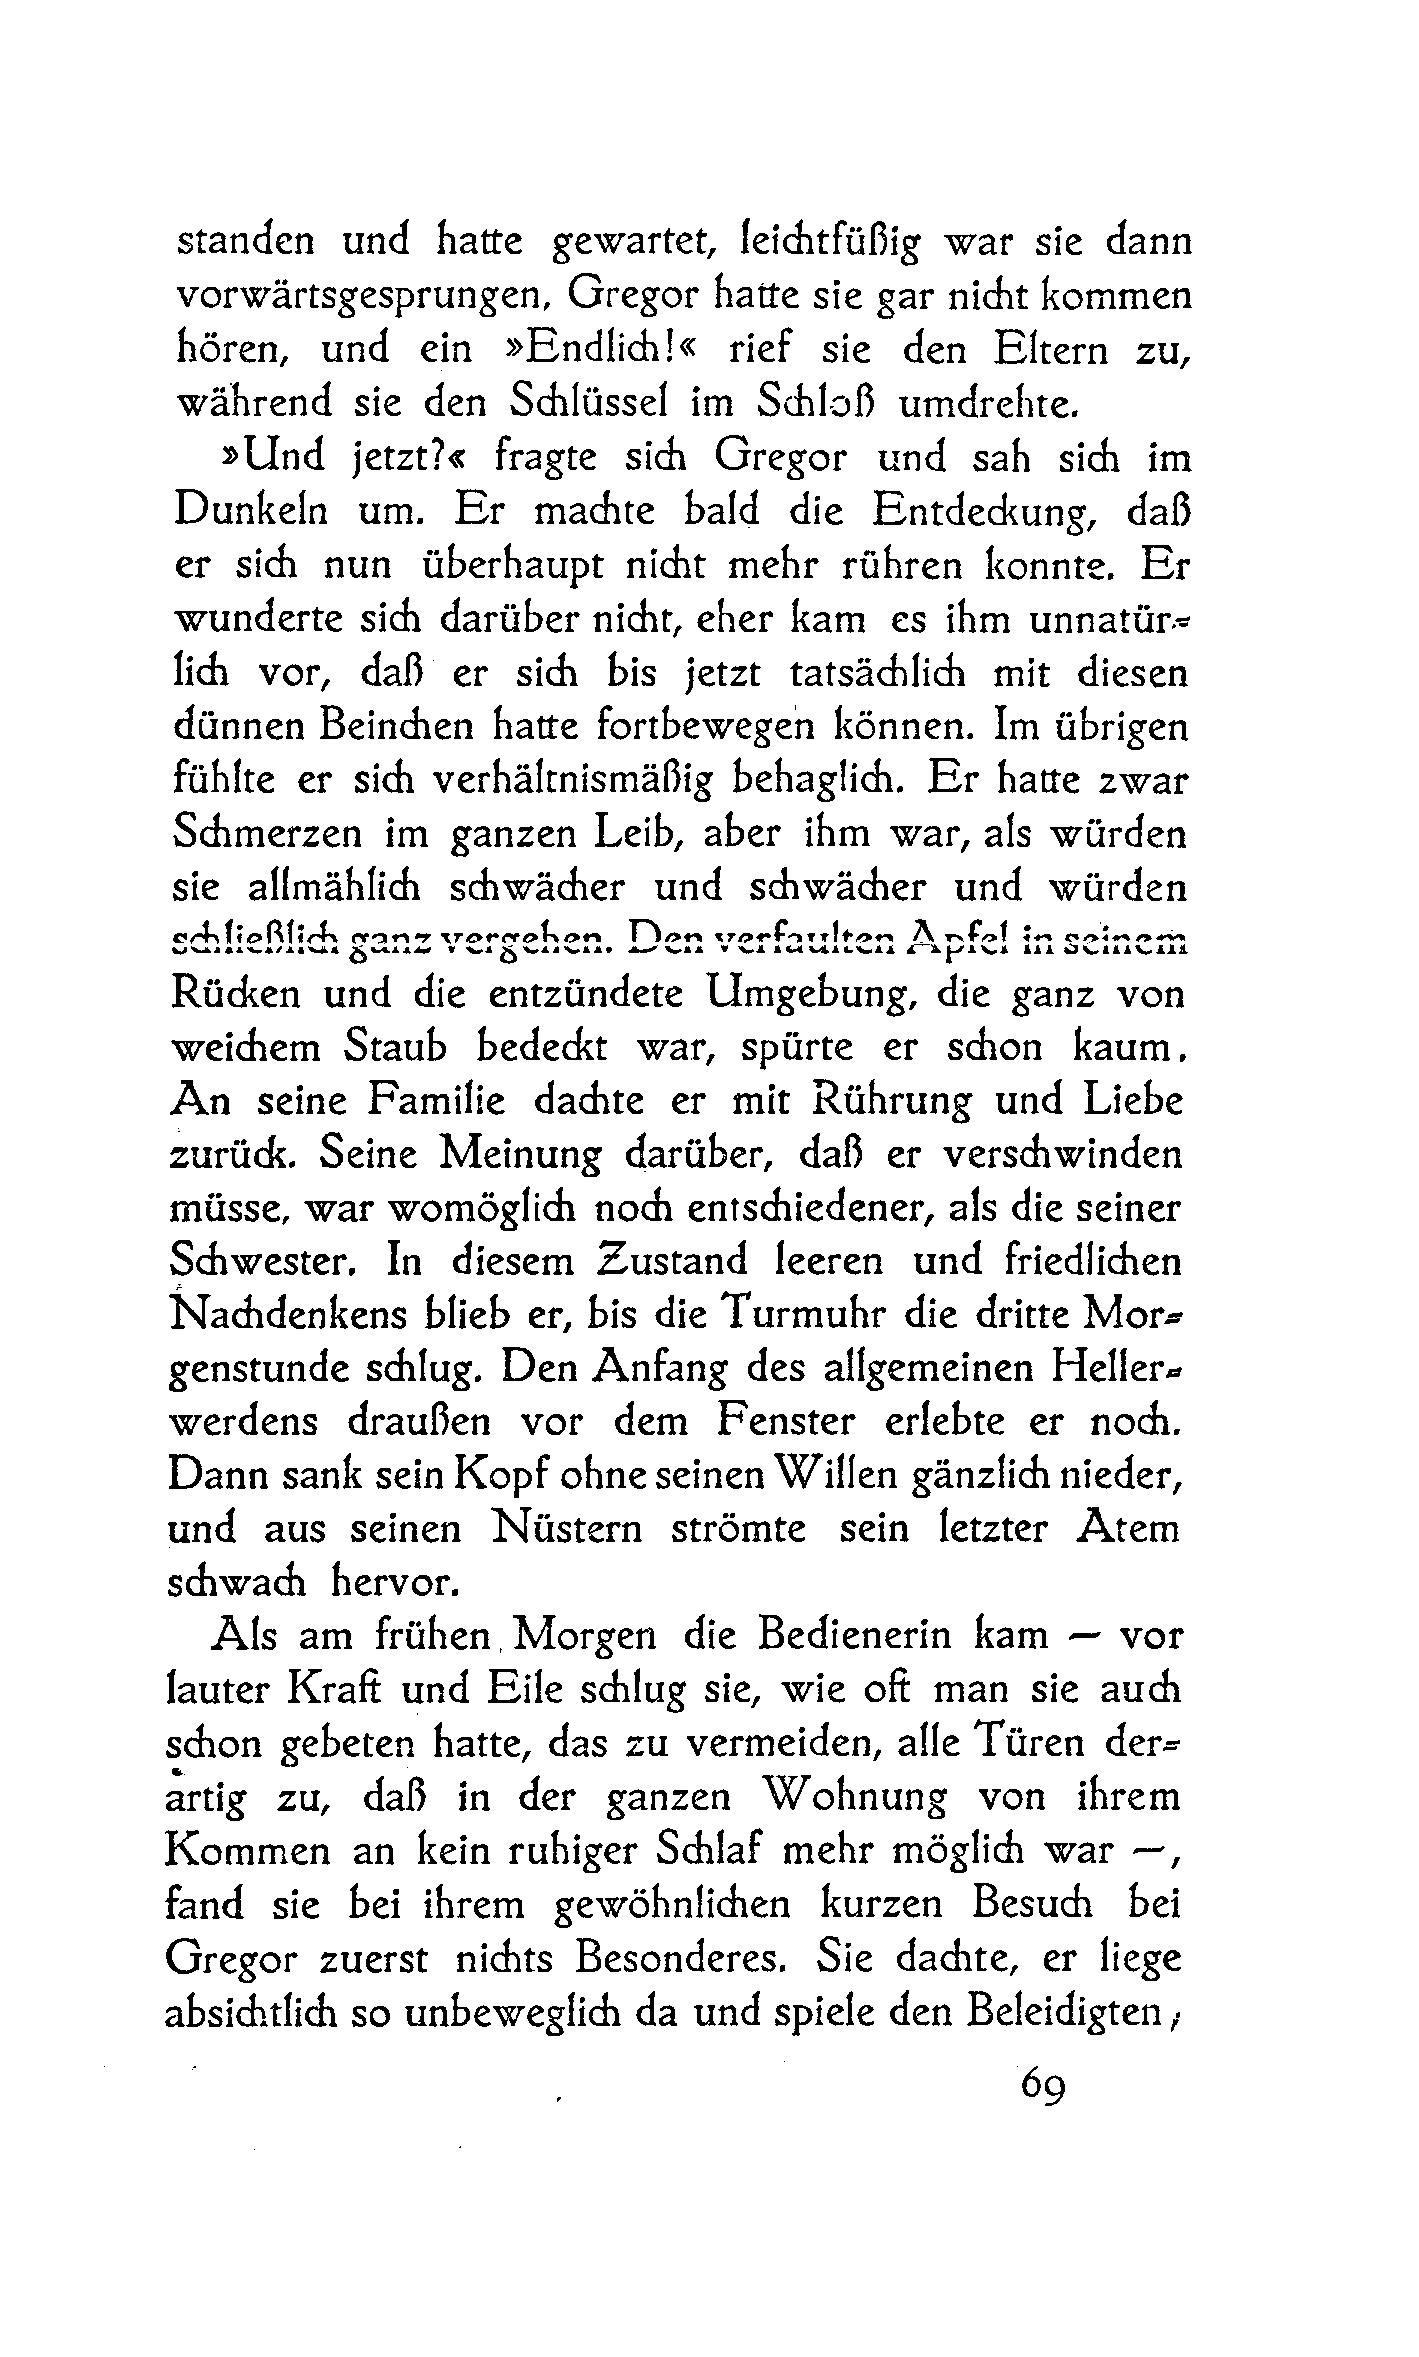 standen und hatte gewartet, leichtfüßig war sie dann
vorwärtsgesprungen, Gregor hatte sie gar nicht kommen
hören, und ein »Endlich!« rief sie den Eltern zu,
während sie den Schlüssel im Schloß umdrehte.
»Und jetzt?« fragte sich Gregor und sah sich im
Dunkeln um. Er machte bald die Entdeckung, daß
er sich nun überhaupt nicht mehr rühren konnte. Er
wunderte sich darüber nicht, eher kam es ihm unnatür-
lich vor, daß er sich bis jetzt tatsächlich mit diesen
dünnen Beinchen hatte fortbewegen können. Im übrigen
fühlte er sich verhältnismäßig behaglich. Er hatte zwar
Schmerzen im ganzen Leib, aber ihm war, als würden
sie allmählich schwächer und schwächer und würden
schließlich ganz vergehen. Den verfaulten Apfel in seinem
Rücken und die entzündete Umgebung, die ganz von
weichem Staub bedeckt war, spürte er schon kaum.
An seine Familie dachte er mit Rührung und Liebe
zurück. Seine Meinung darüber, daß er verschwinden
müsse, war womöglich noch entschiedener, als die seiner
Schwester. In diesem Zustand leeren und friedlichen
Nachdenkens blieb er, bis die Turmuhr die dritte Mor-
genstunde schlug. Den Anfang des allgemeinen Heller-
werdens draußen vor dem Fenster erlebte er noch.
Dann sank sein Kopf ohne seinen Willen gänzlich nieder,
und aus seinen Nüstern strömte sein letzter Atem
schwach hervor.
Als am frühen Morgen die Bedienerin kam — vor
lauter Kraft und Eile schlug sie, wie oft man sie auch
schon gebeten hatte, das zu vermeiden, alle Türen der-
artig zu, daß in der ganzen Wohnung von ihrem
Kommen an kein ruhiger Schlaf mehr möglich war —,
fand sie bei ihrem gewöhnlichen kurzen Besuch bei
Gregor zuerst nichts Besonderes. Sie dachte, er liege
absichtlich so unbeweglich da und spiele den Beleidigten;
69